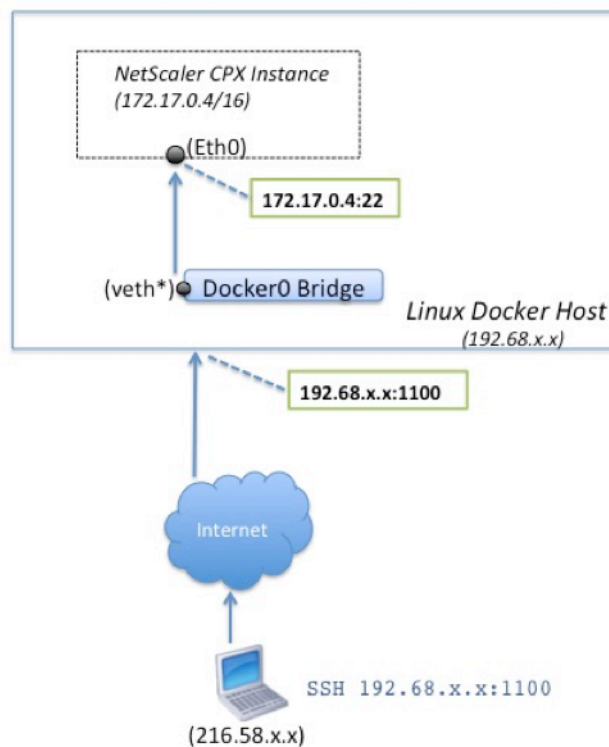 NetScaler CPX Instance
(172.17.0.4/16)
(Eth0)
172.17.0.4:22
(veth*)
Docker0 Bridge
Linux Docker Host
(192.68.x.x)
192.68.x.x:1100
Internet
SSH 192.68.x.x:1100
(216.58.x.x)